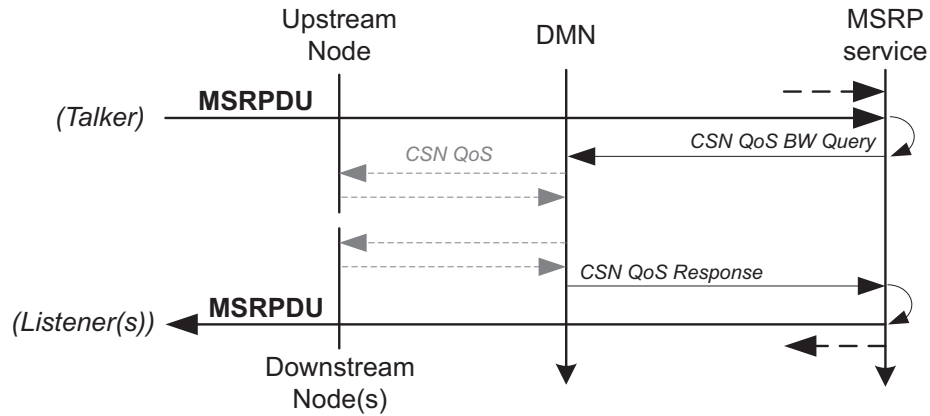 Upstream
Node
DMN
MSRP
service
(Talker)
MSRPDU
CSN QoS BW Query
CSN QoS
CSN QoS Response
(Listener(s))
MSRPDU
Downstream
Node(s)